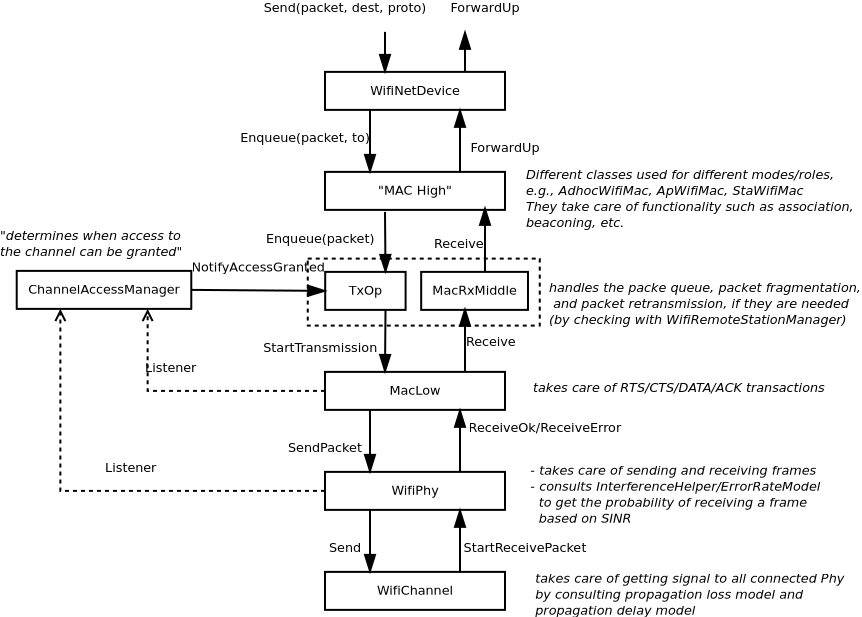 Send(packet, dest, proto)
ForwardUp
WifiNetDevice
Enqueue(packet, to)
ForwardUp
"MAC High"
Different classes used for different modes/roles,
e.g., AdhocWifiMac, ApWifiMac, StaWifiMac
They take care of functionality such as association,
beaconing, etc.
"determines when access to
the channel can be granted"
Enqueue(packet)
Receive
NotifyAccessGranted
ChannelAccessManager
TxOp
MacRxMiddle
handles the packe queue, packet fragmentation,
and packet retransmission, if they are needed
(by checking with WifiRemoteStationManager)
StartTransmission
Receive
Listener
MacLow
takes care of RTS/CTS/DATA/ACK transactions
SendPacket
ReceiveOk/ReceiveError
Listener
WifiPhy
- takes care of sending and receiving frames
- consults InterferenceHelper/ErrorRateModel
to get the probability of receiving a frame
based on SINR
Send
StartReceivePacket
WifiChannel
takes care of getting signal to all connected Phy
by consulting propagation loss model and
propagation delay model